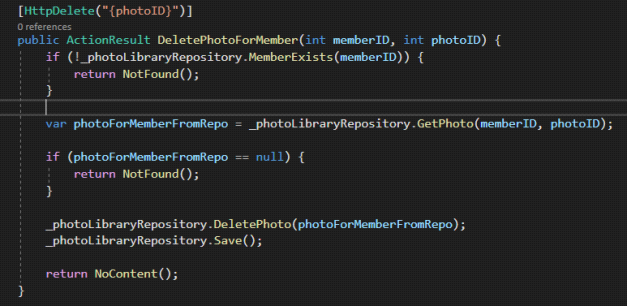 [HttpDelete("{photoID}")]
0 references
public ActionResult DeletePhotoForMember(int memberID, int photoID) {
if (!_photoLibraryRepository.MemberExists(memberID)) {
return NotFound();
}
var photoForMemberFromRepo = _photoLibraryRepository.GetPhoto(memberID, photoID);
if (photoForMemberFromRepo == null) {
return NotFound();
}
_photoLibraryRepository.DeletePhoto(photoForMemberFromRepo);
_photoLibraryRepository.Save();
return NoContent();
}